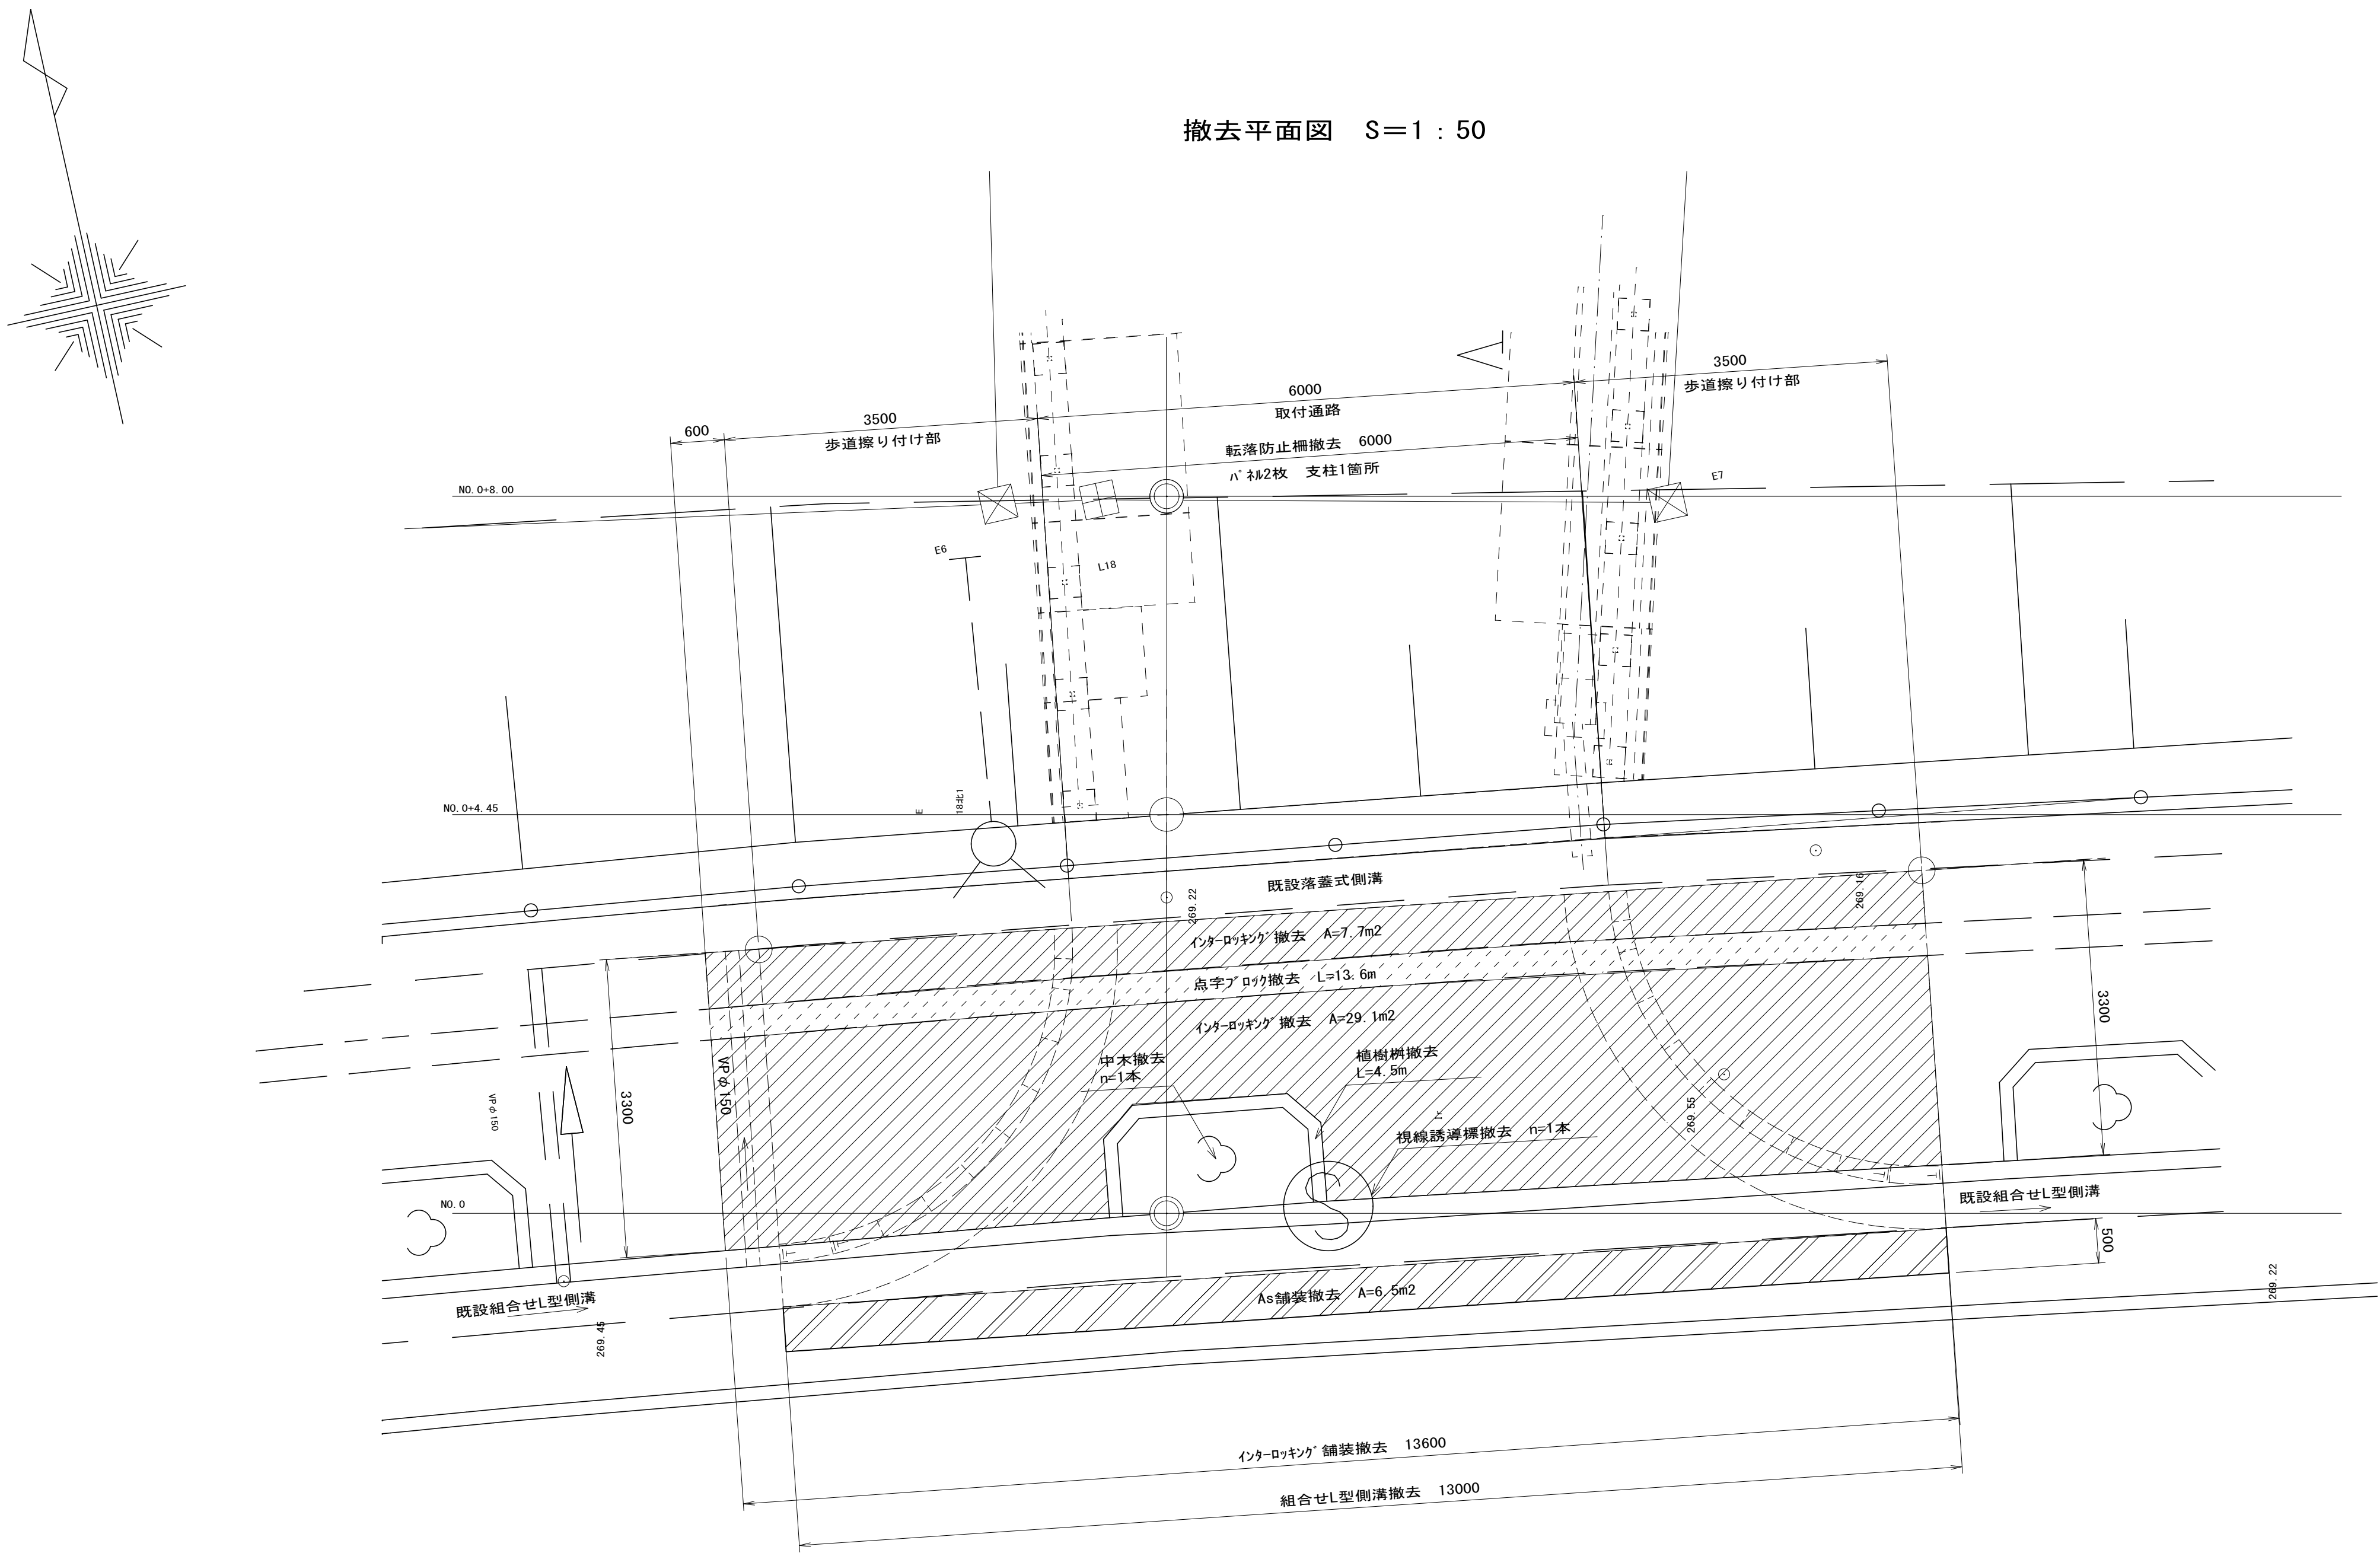 撤去平面図　S=1：50
3500
歩道擦り付け部
6000
取付通路
3500
歩道擦り付け部
600
転落防止柵撤去　6000
ﾊﾟﾈﾙ2枚　支柱1箇所
E7
NO.0+8.00
E6
L18
18北1
E
NO.0+4.45
既設落蓋式側溝
269.22
269.16
ｲﾝﾀｰﾛｯｷﾝｸﾞ撤去　A=7.7m2
点字ﾌﾞﾛｯｸ撤去　L=13.6m
ｲﾝﾀｰﾛｯｷﾝｸﾞ撤去　A=29.1m2
3300
VPφ150
VPφ150
3300
中木撤去
n=1本
植樹桝撤去
L=4.5m
視線誘導標撤去　n=1本
269.55
NO.0
既設組合せL型側溝
500
既設組合せL型側溝
269.45
As舗装撤去　A=6.5m2
269.22
ｲﾝﾀｰﾛｯｷﾝｸﾞ舗装撤去　13600
組合せL型側溝撤去　13000